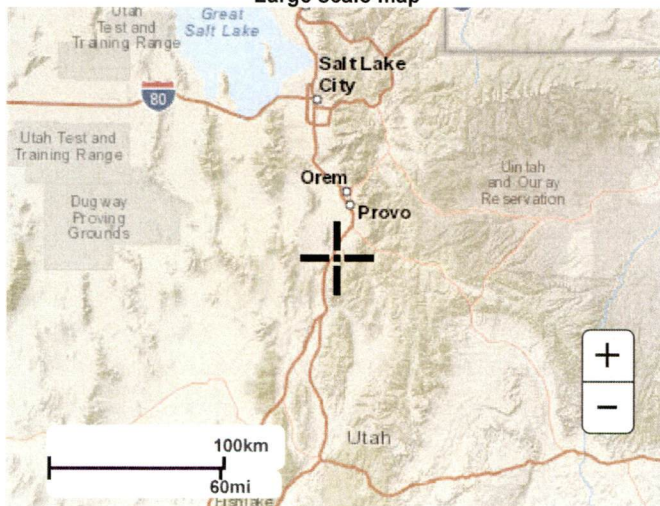 Large Scale Map
Utah
Test and
Training Range
Great
Salt Lake
Salt Lake
City
80
Utah Test and
Training Range
Orem
Provo
Uintah
and Ouray
Reservation
Dugway
Proving
Grounds
+
−
Utah
100km
60mi
Fishlake